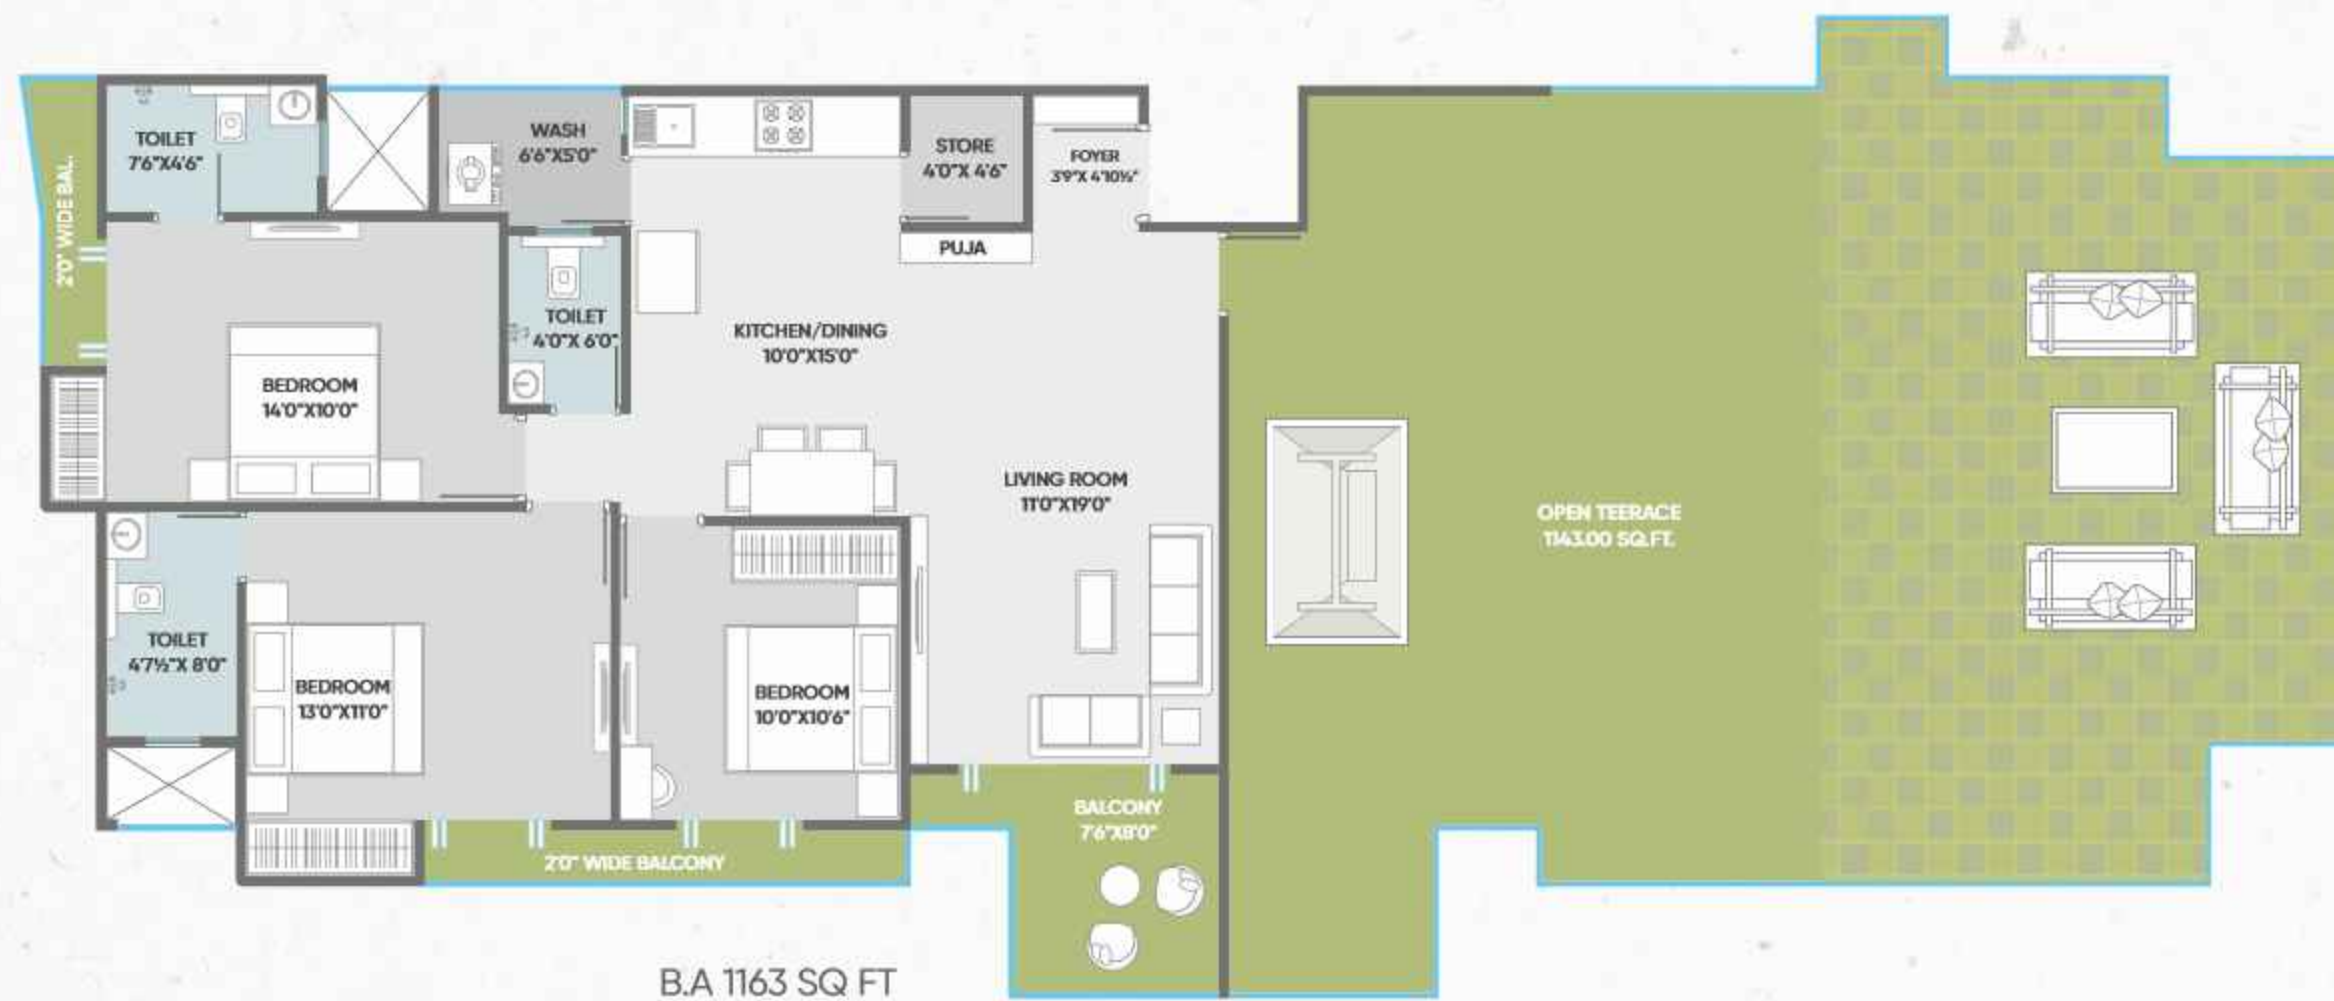 TOILET
7'6"X4'6"
WASH
6'6"X5'0"
STORE
4'0"X 4'6"
FOYER
3'9"X 4'10½"
2'0" WIDE BAL.
PUJA
TOILET
4'0"X 6'0"
KITCHEN/DINING
10'0"X15'0"
BEDROOM
14'0"X10'0"
LIVING ROOM
11'0"X19'0"
OPEN TEERACE
1143.00 SQ.FT.
TOILET
4'7½"X 8'0"
BEDROOM
13'0"X11'0"
BEDROOM
10'0"X10'6"
BALCONY
7'6"X8'0"
2'0" WIDE BALCONY
B.A 1163 SQ FT